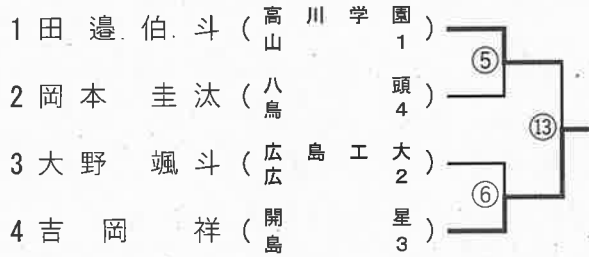 1 田邉 伯斗 (高川学園 山1)
⑤
2 岡本 圭汰 (八頭 鳥4)
⑬
3 大野 颯斗 (広島工大 広2)
⑥
4 吉岡 祥 (開星 島3)